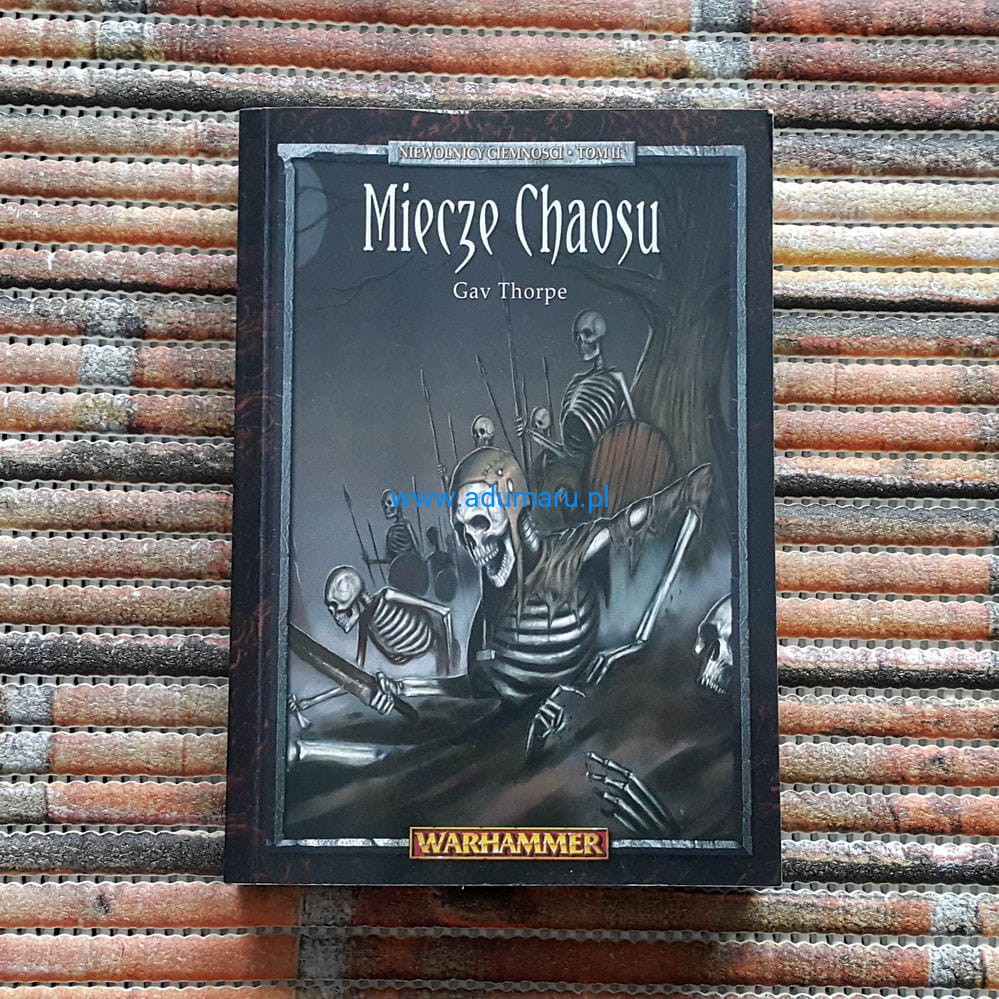 NIEWOLNICY CIEMNOŚCI • TOM II
Miecze Chaosu
Gav Thorpe
www.adumaru.pl
WARHAMMER